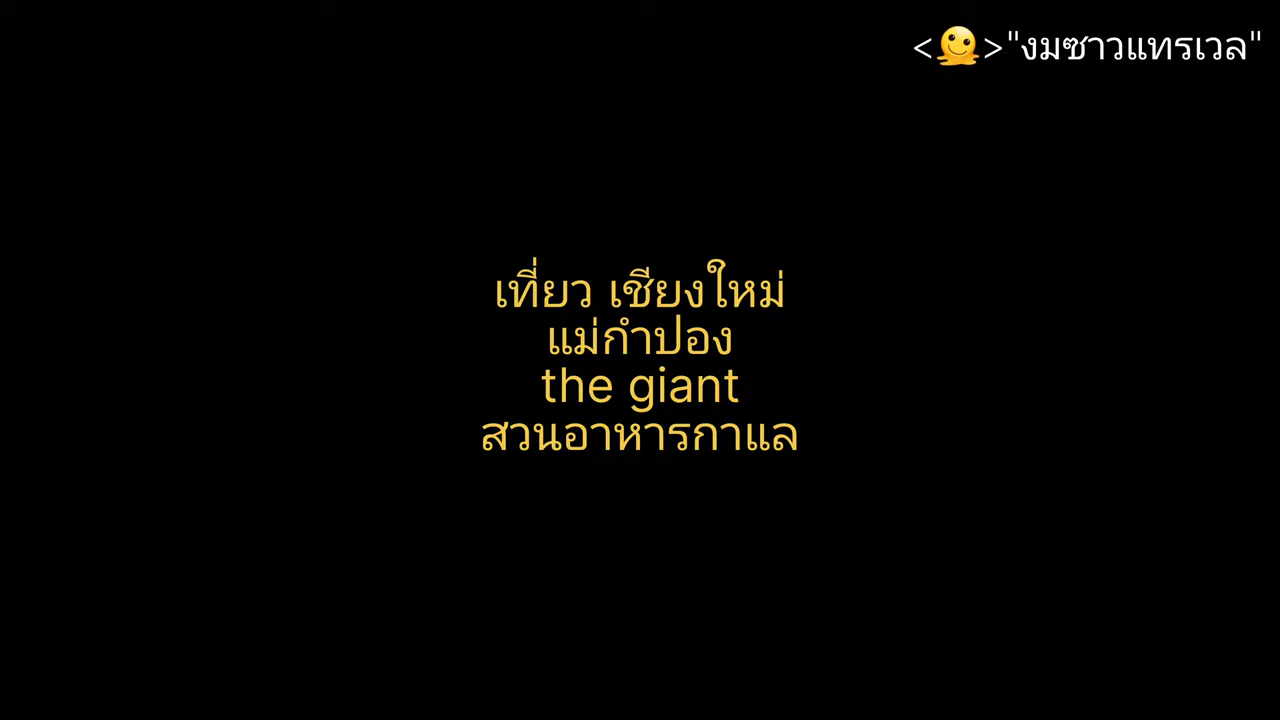 <🫠>"งมซาวแทรเวล"
เที่ยว เชียงใหม่
แม่กำปอง
the giant
สวนอาหารกาแล